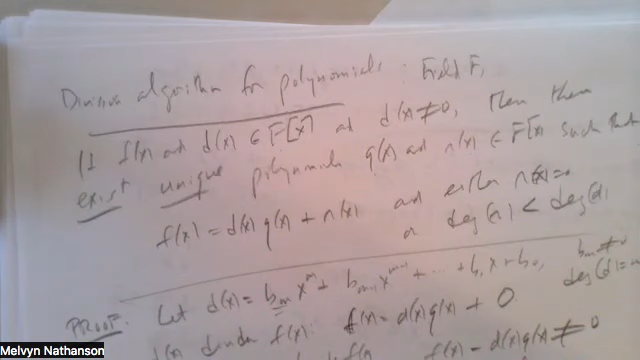 Division algorithm for polynomials: Field F,
If f(x) and d(x) ∈ F[x] and d(x) ≠ 0, Then there
exist unique polynomials q(x) and r(x) ∈ F[x] such that
f(x) = d(x) q(x) + r(x) and either r(x) = 0
or deg(r) < deg(d)
PROOF. Let d(x) = b_m x^m + b_{m-1} x^{m-1} + ... + b_1 x + b_0, b_m ≠ 0
deg(d) = m
d(x) divides f(x): f(x) = d(x) q(x) + 0
f(x) - d(x) q(x) ≠ 0
Melvyn Nathanson